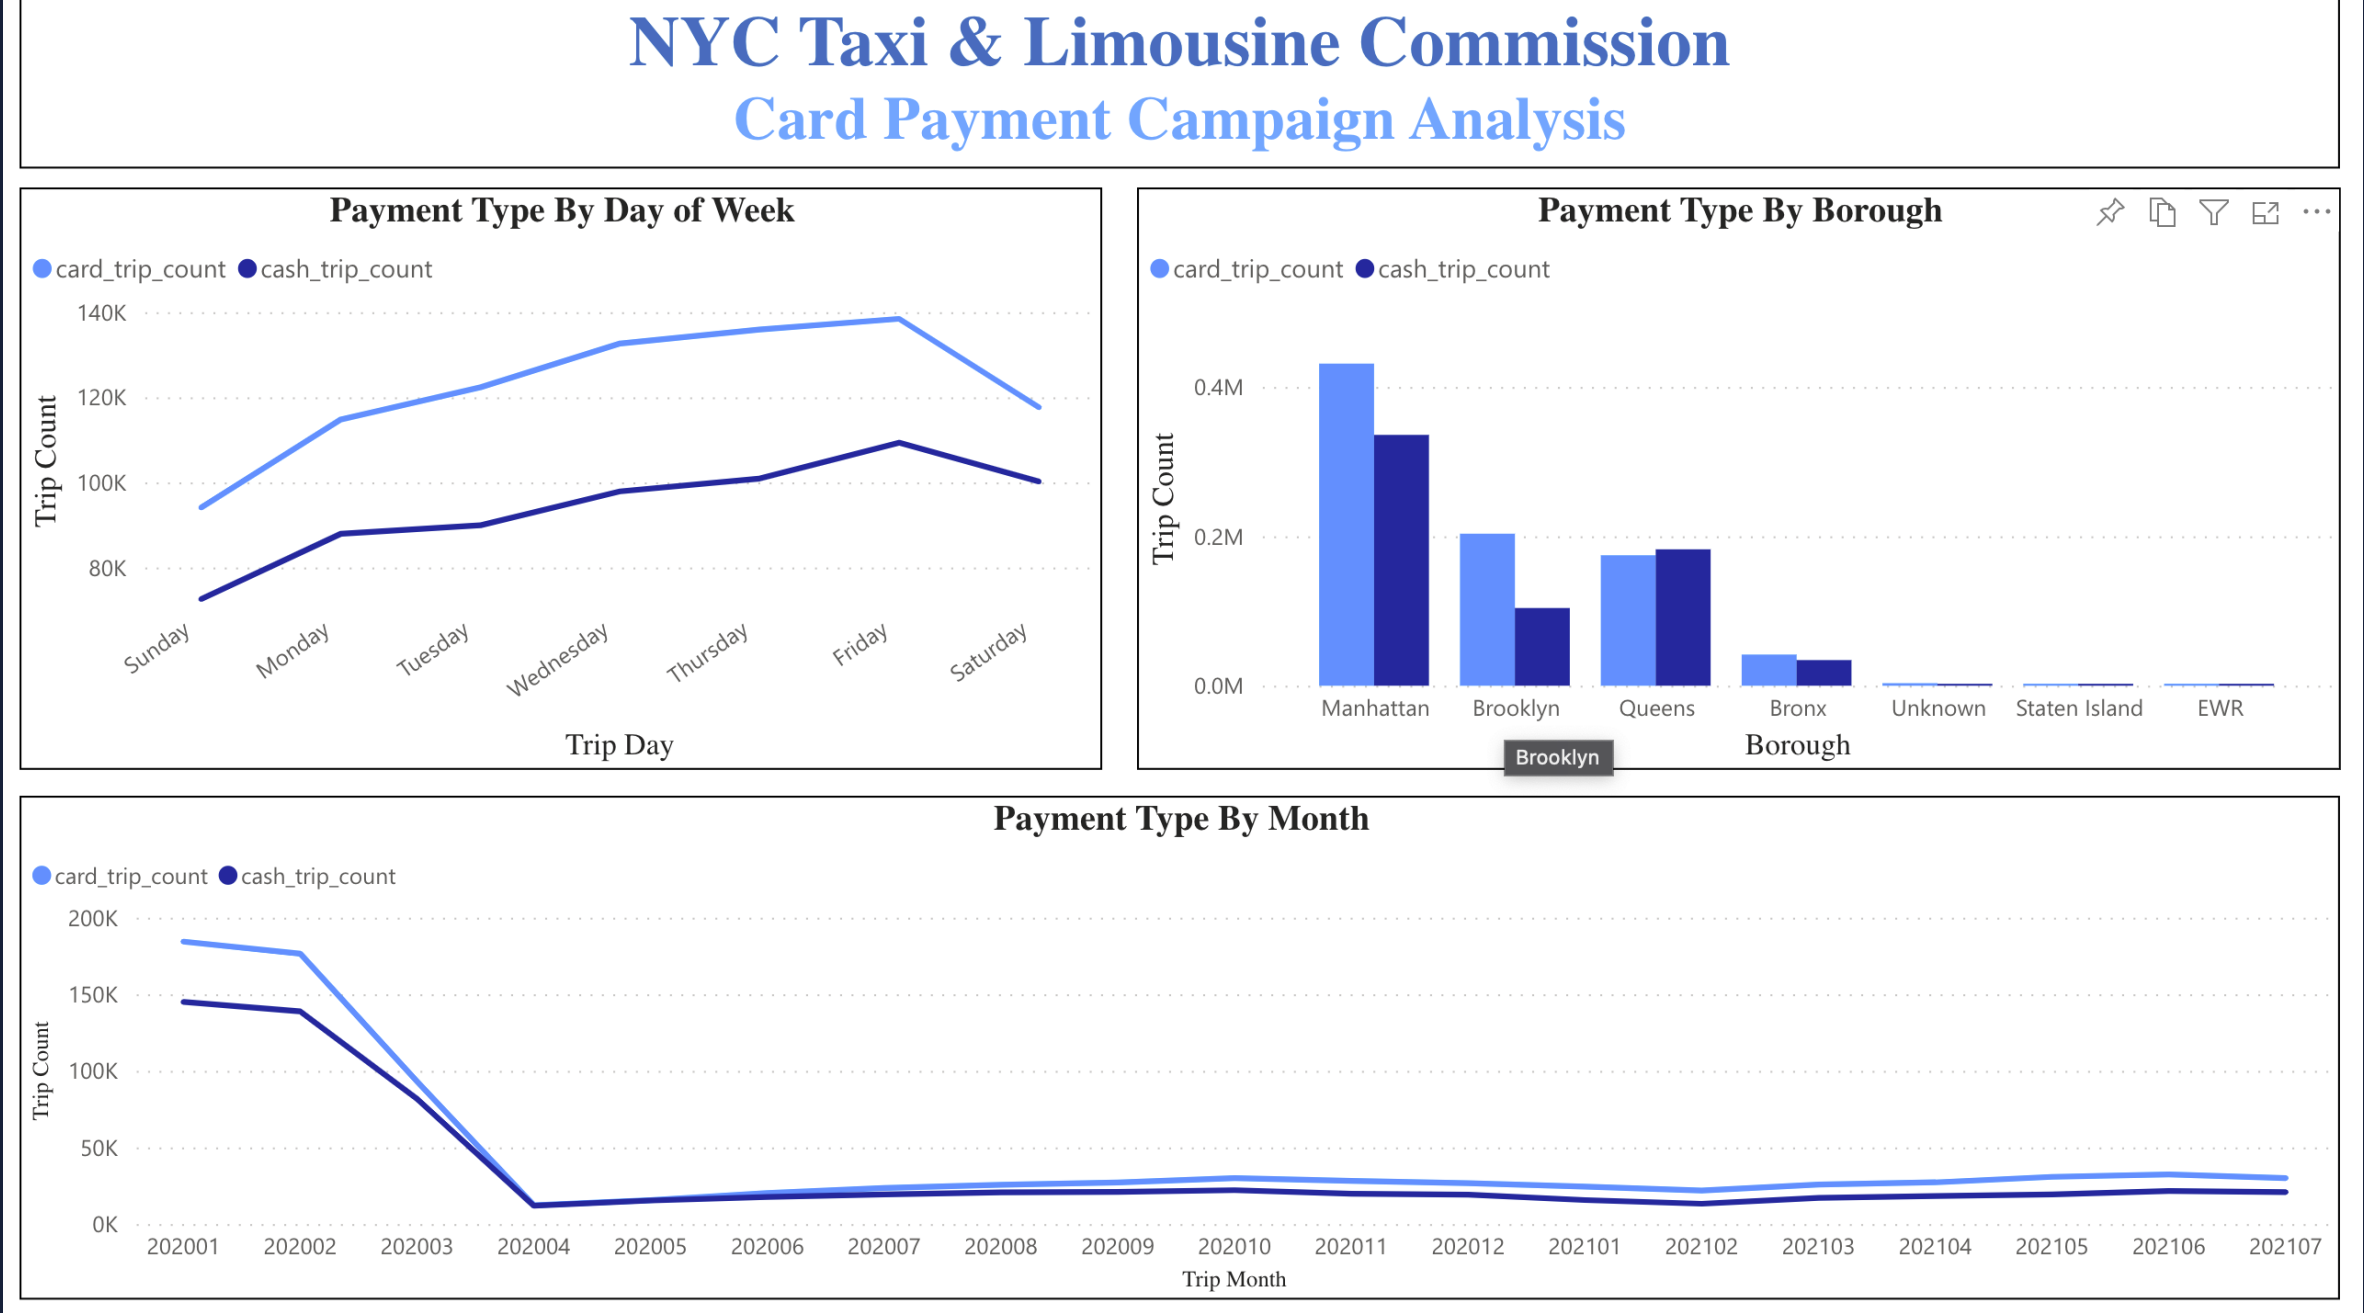 NYC Taxi & Limousine Commission
Card Payment Campaign Analysis
Payment Type By Day of Week
card_trip_count cash_trip_count
140K
120K
100K
80K
Trip Count
Sunday Monday Tuesday Wednesday Thursday Friday Saturday
Trip Day
Payment Type By Borough
card_trip_count cash_trip_count
0.4M
0.2M
0.0M
Trip Count
Manhattan Brooklyn Queens Bronx Unknown Staten Island EWR
Borough
Brooklyn
Payment Type By Month
card_trip_count cash_trip_count
200K
150K
100K
50K
0K
Trip Count
202001 202002 202003 202004 202005 202006 202007 202008 202009 202010 202011 202012 202101 202102 202103 202104 202105 202106 202107
Trip Month